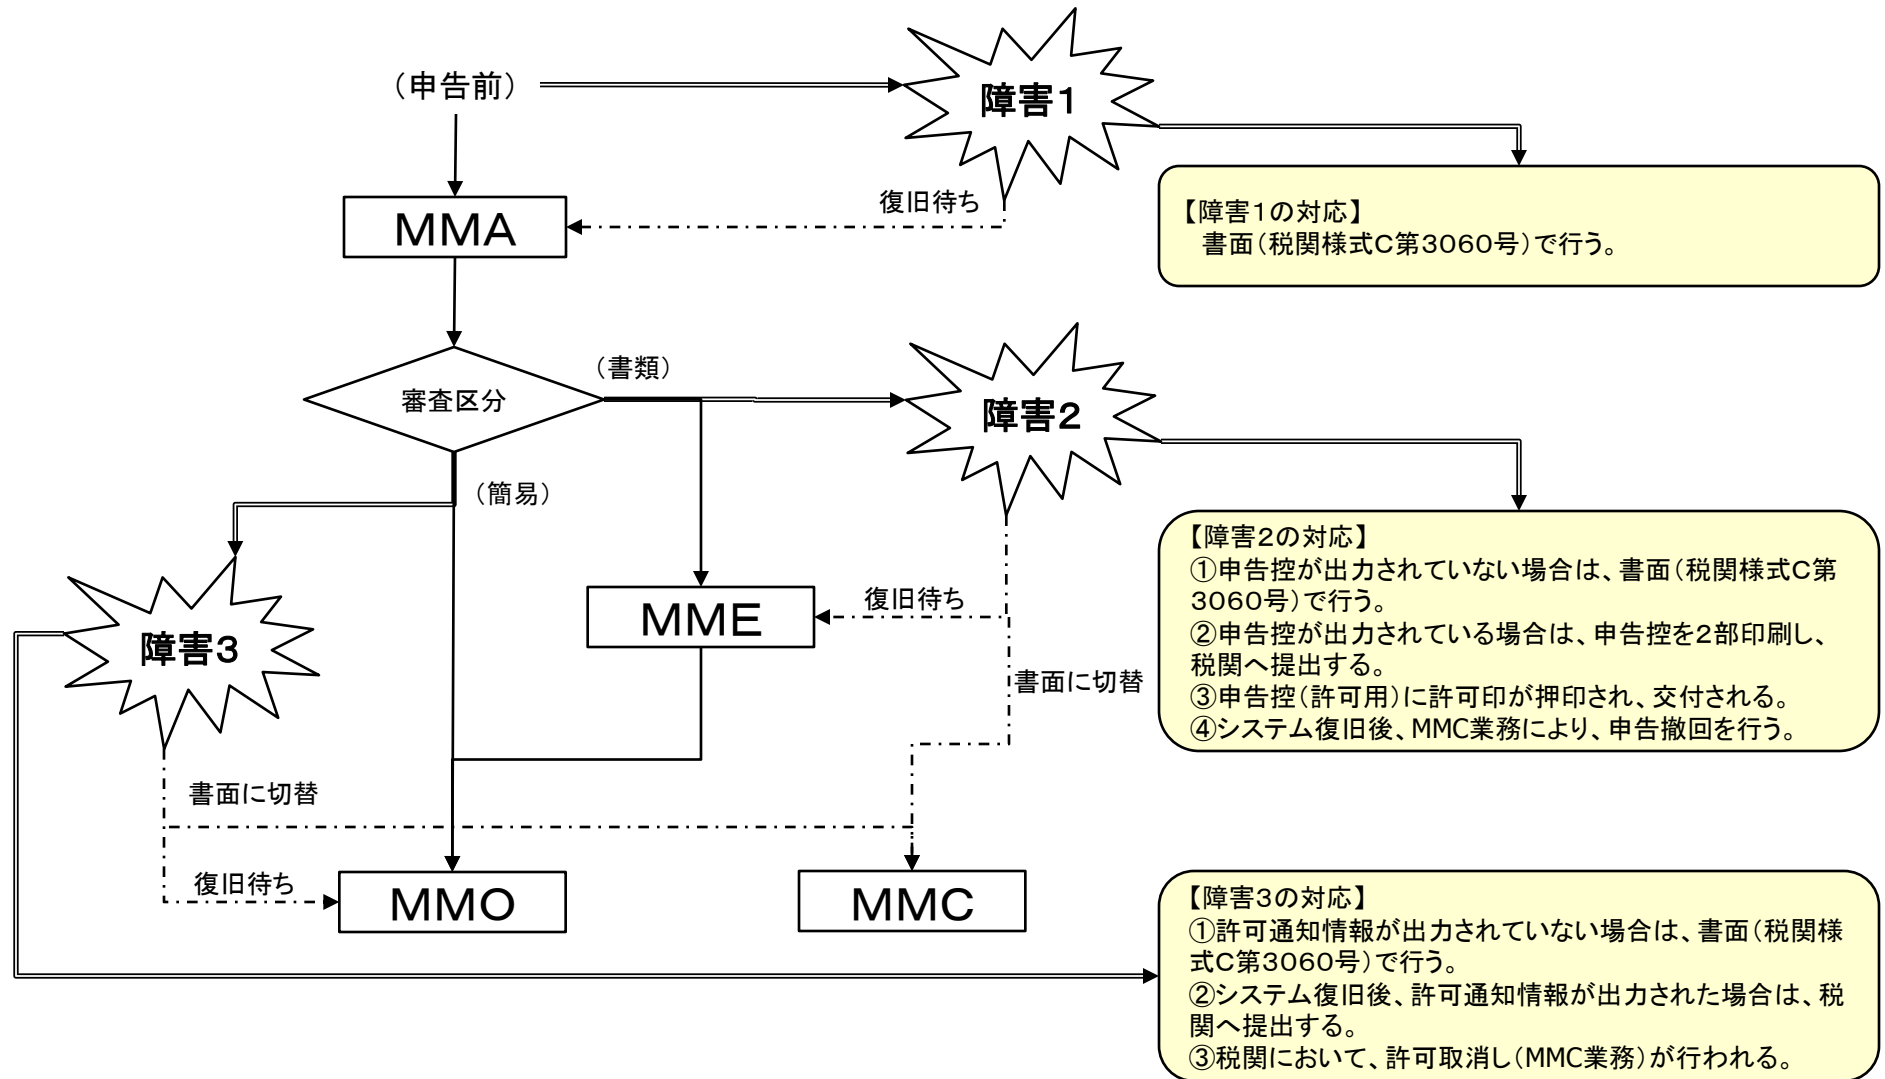 （申告前）
障害１
復旧待ち
【障害１の対応】
書面（税関様式Ｃ第３０６０号）で行う。
ＭＭＡ
（書類）
審査区分
障害２
（簡易）
【障害２の対応】
①申告控が出力されていない場合は、書面（税関様式Ｃ第
３０６０号）で行う。
②申告控が出力されている場合は、申告控を２部印刷し、
税関へ提出する。
③申告控（許可用）に許可印が押印され、交付される。
④システム復旧後、MMC業務により、申告撤回を行う。
復旧待ち
ＭＭＥ
障害３
書面に切替
書面に切替
復旧待ち
ＭＭＯ
ＭＭＣ
【障害３の対応】
①許可通知情報が出力されていない場合は、書面（税関様
式Ｃ第３０６０号）で行う。
②システム復旧後、許可通知情報が出力された場合は、税
関へ提出する。
③税関において、許可取消し（MMC業務）が行われる。